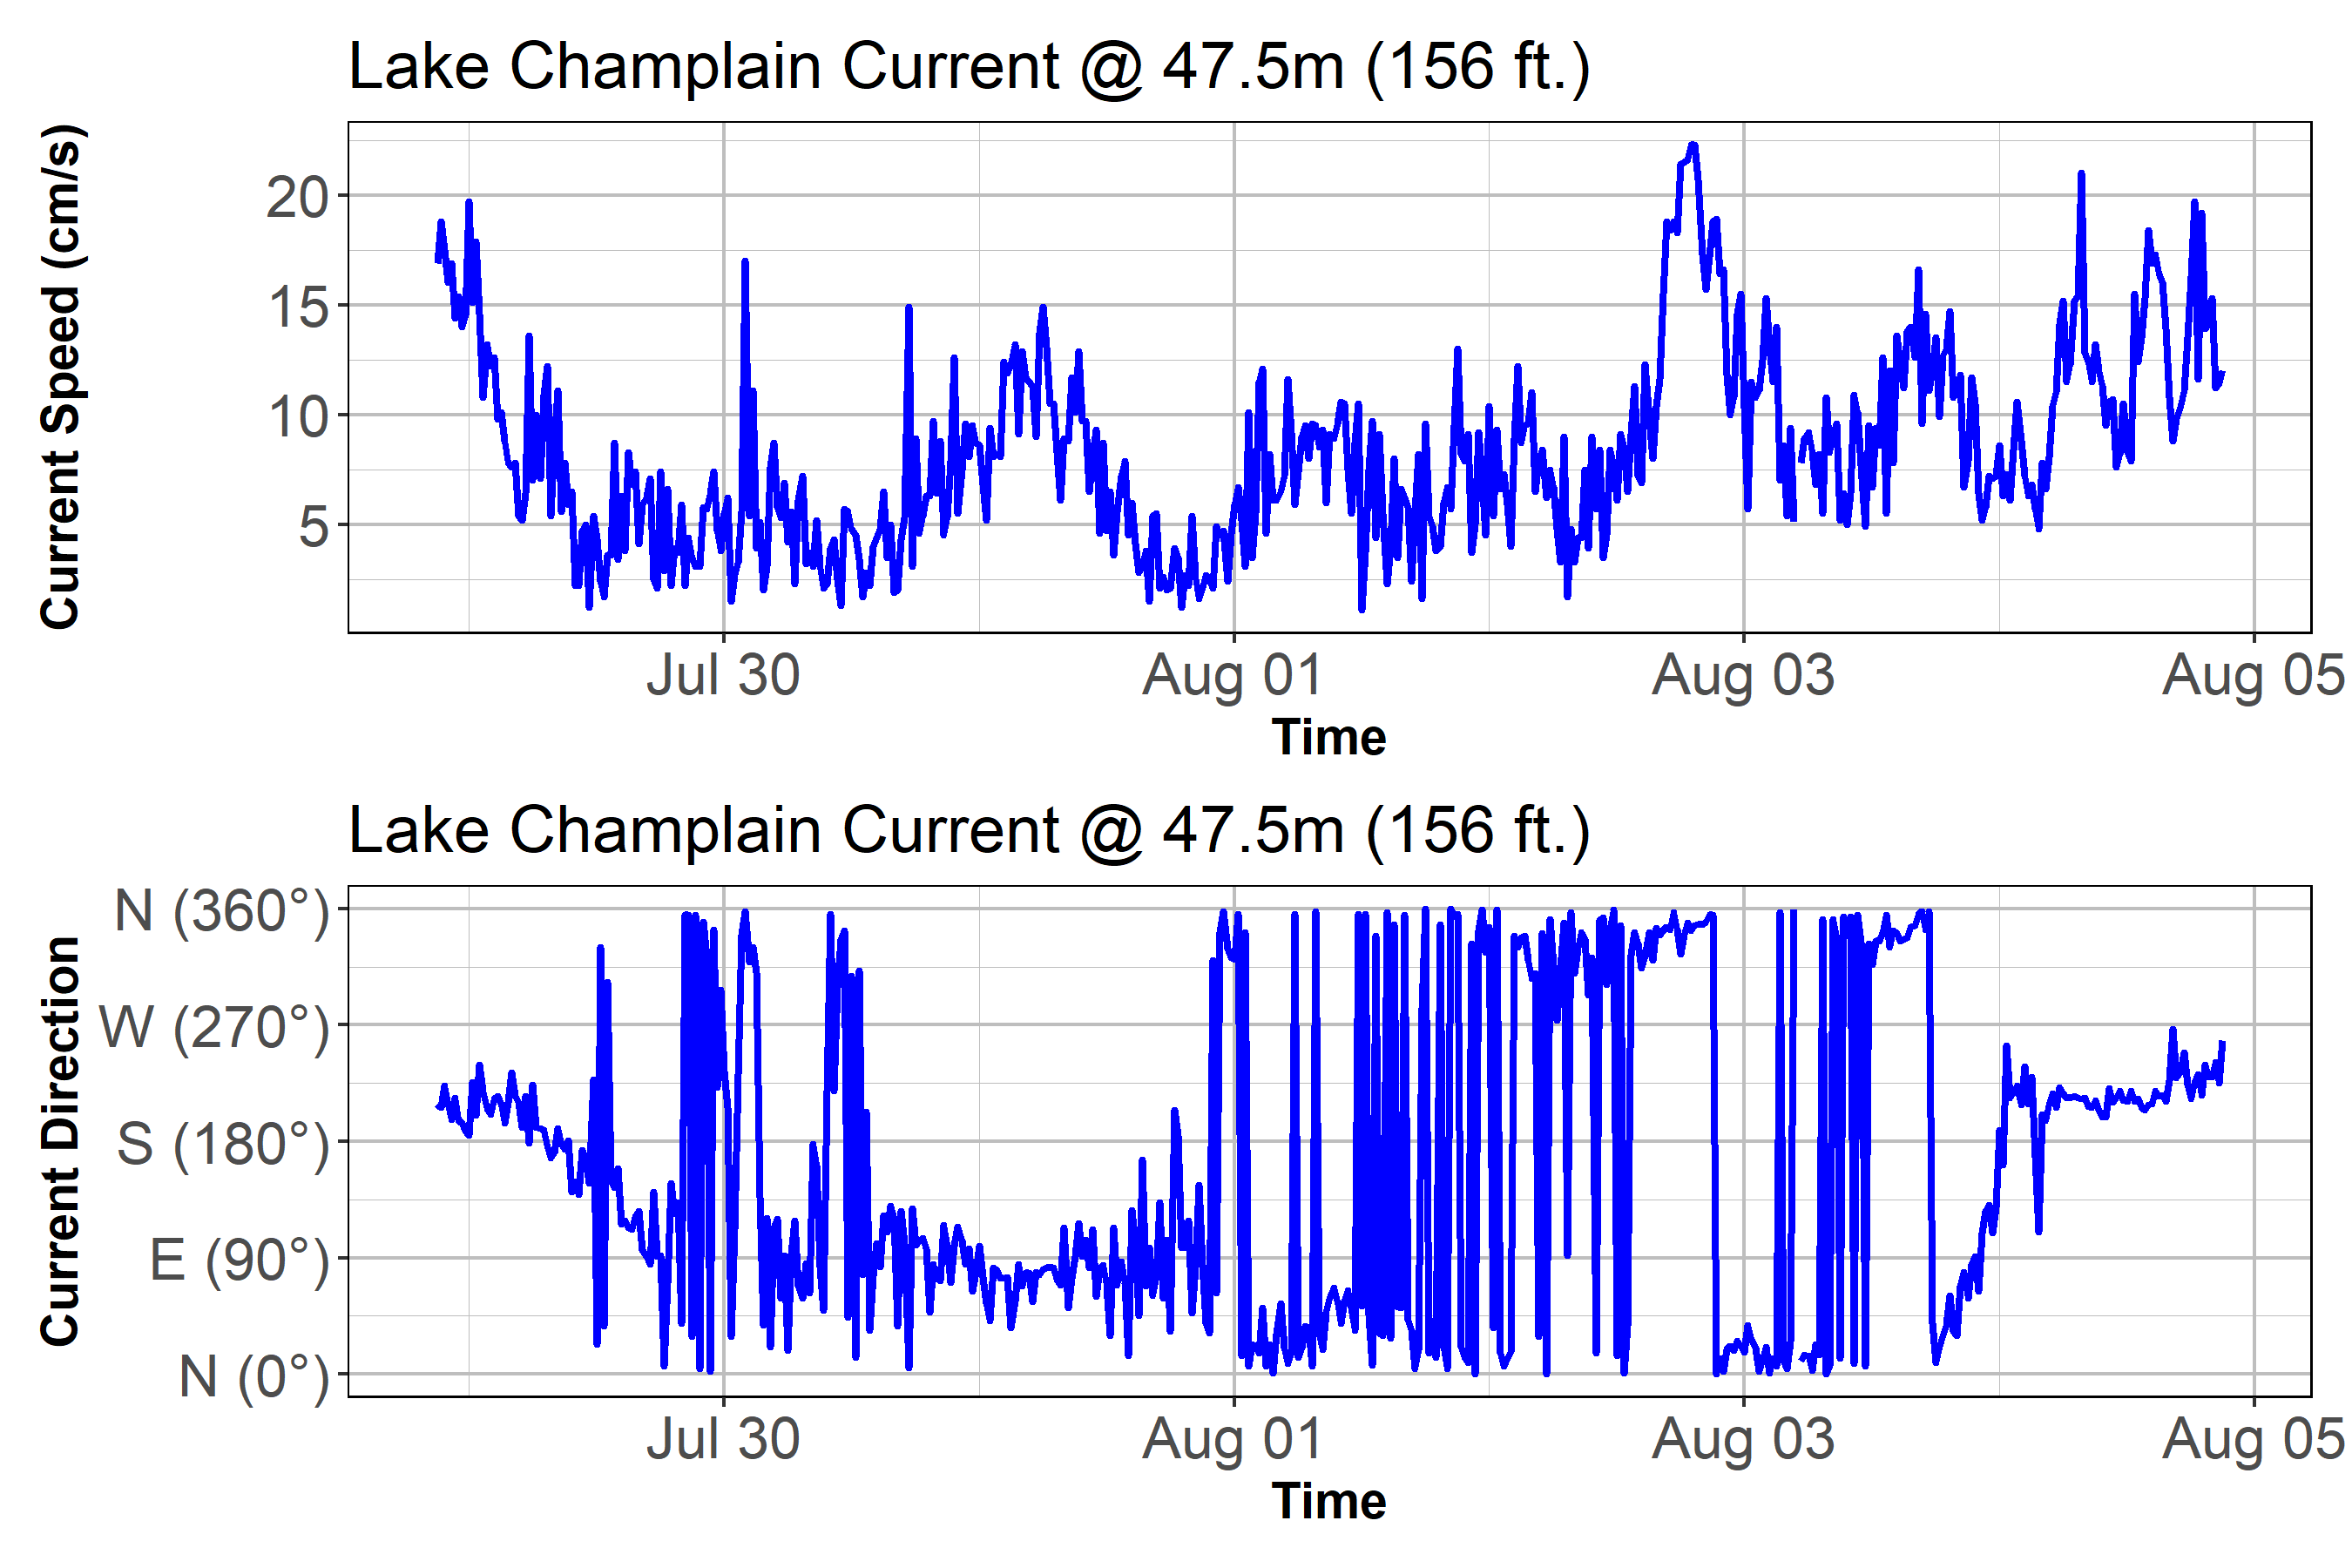 Lake Champlain Current @ 47.5m (156 ft.)
Current Speed (cm/s)
20
15
10
5
Jul 30 Aug 01 Aug 03 Aug 05
Time
Lake Champlain Current @ 47.5m (156 ft.)
Current Direction
N (360°)
W (270°)
S (180°)
E (90°)
N (0°)
Jul 30 Aug 01 Aug 03 Aug 05
Time